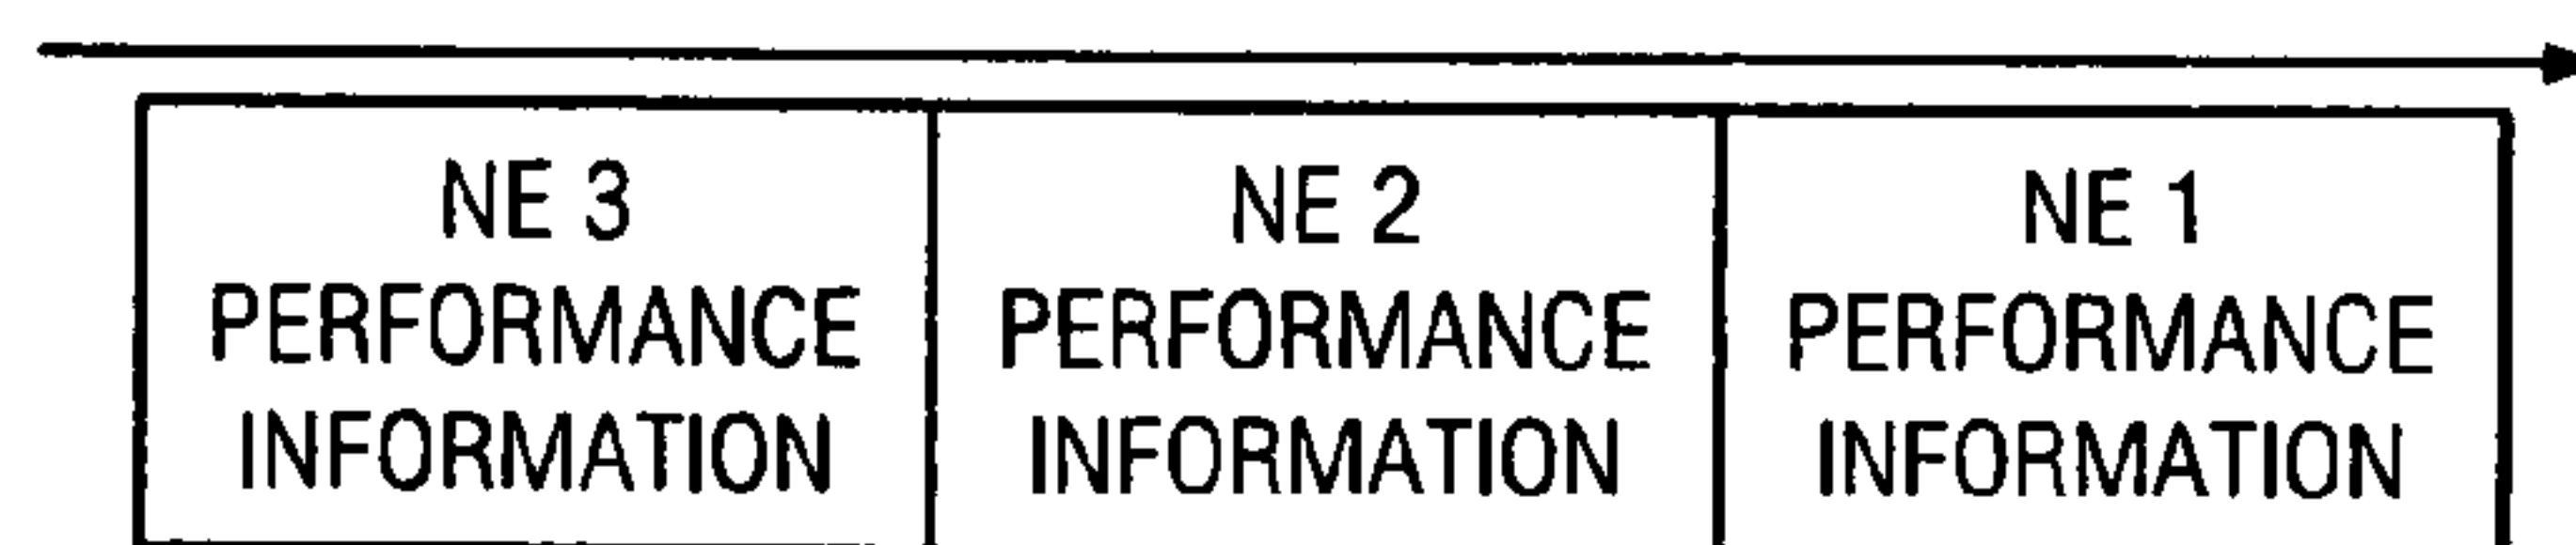 NE 3
PERFORMANCE
INFORMATION
NE 2
PERFORMANCE
INFORMATION
NE 1
PERFORMANCE
INFORMATION